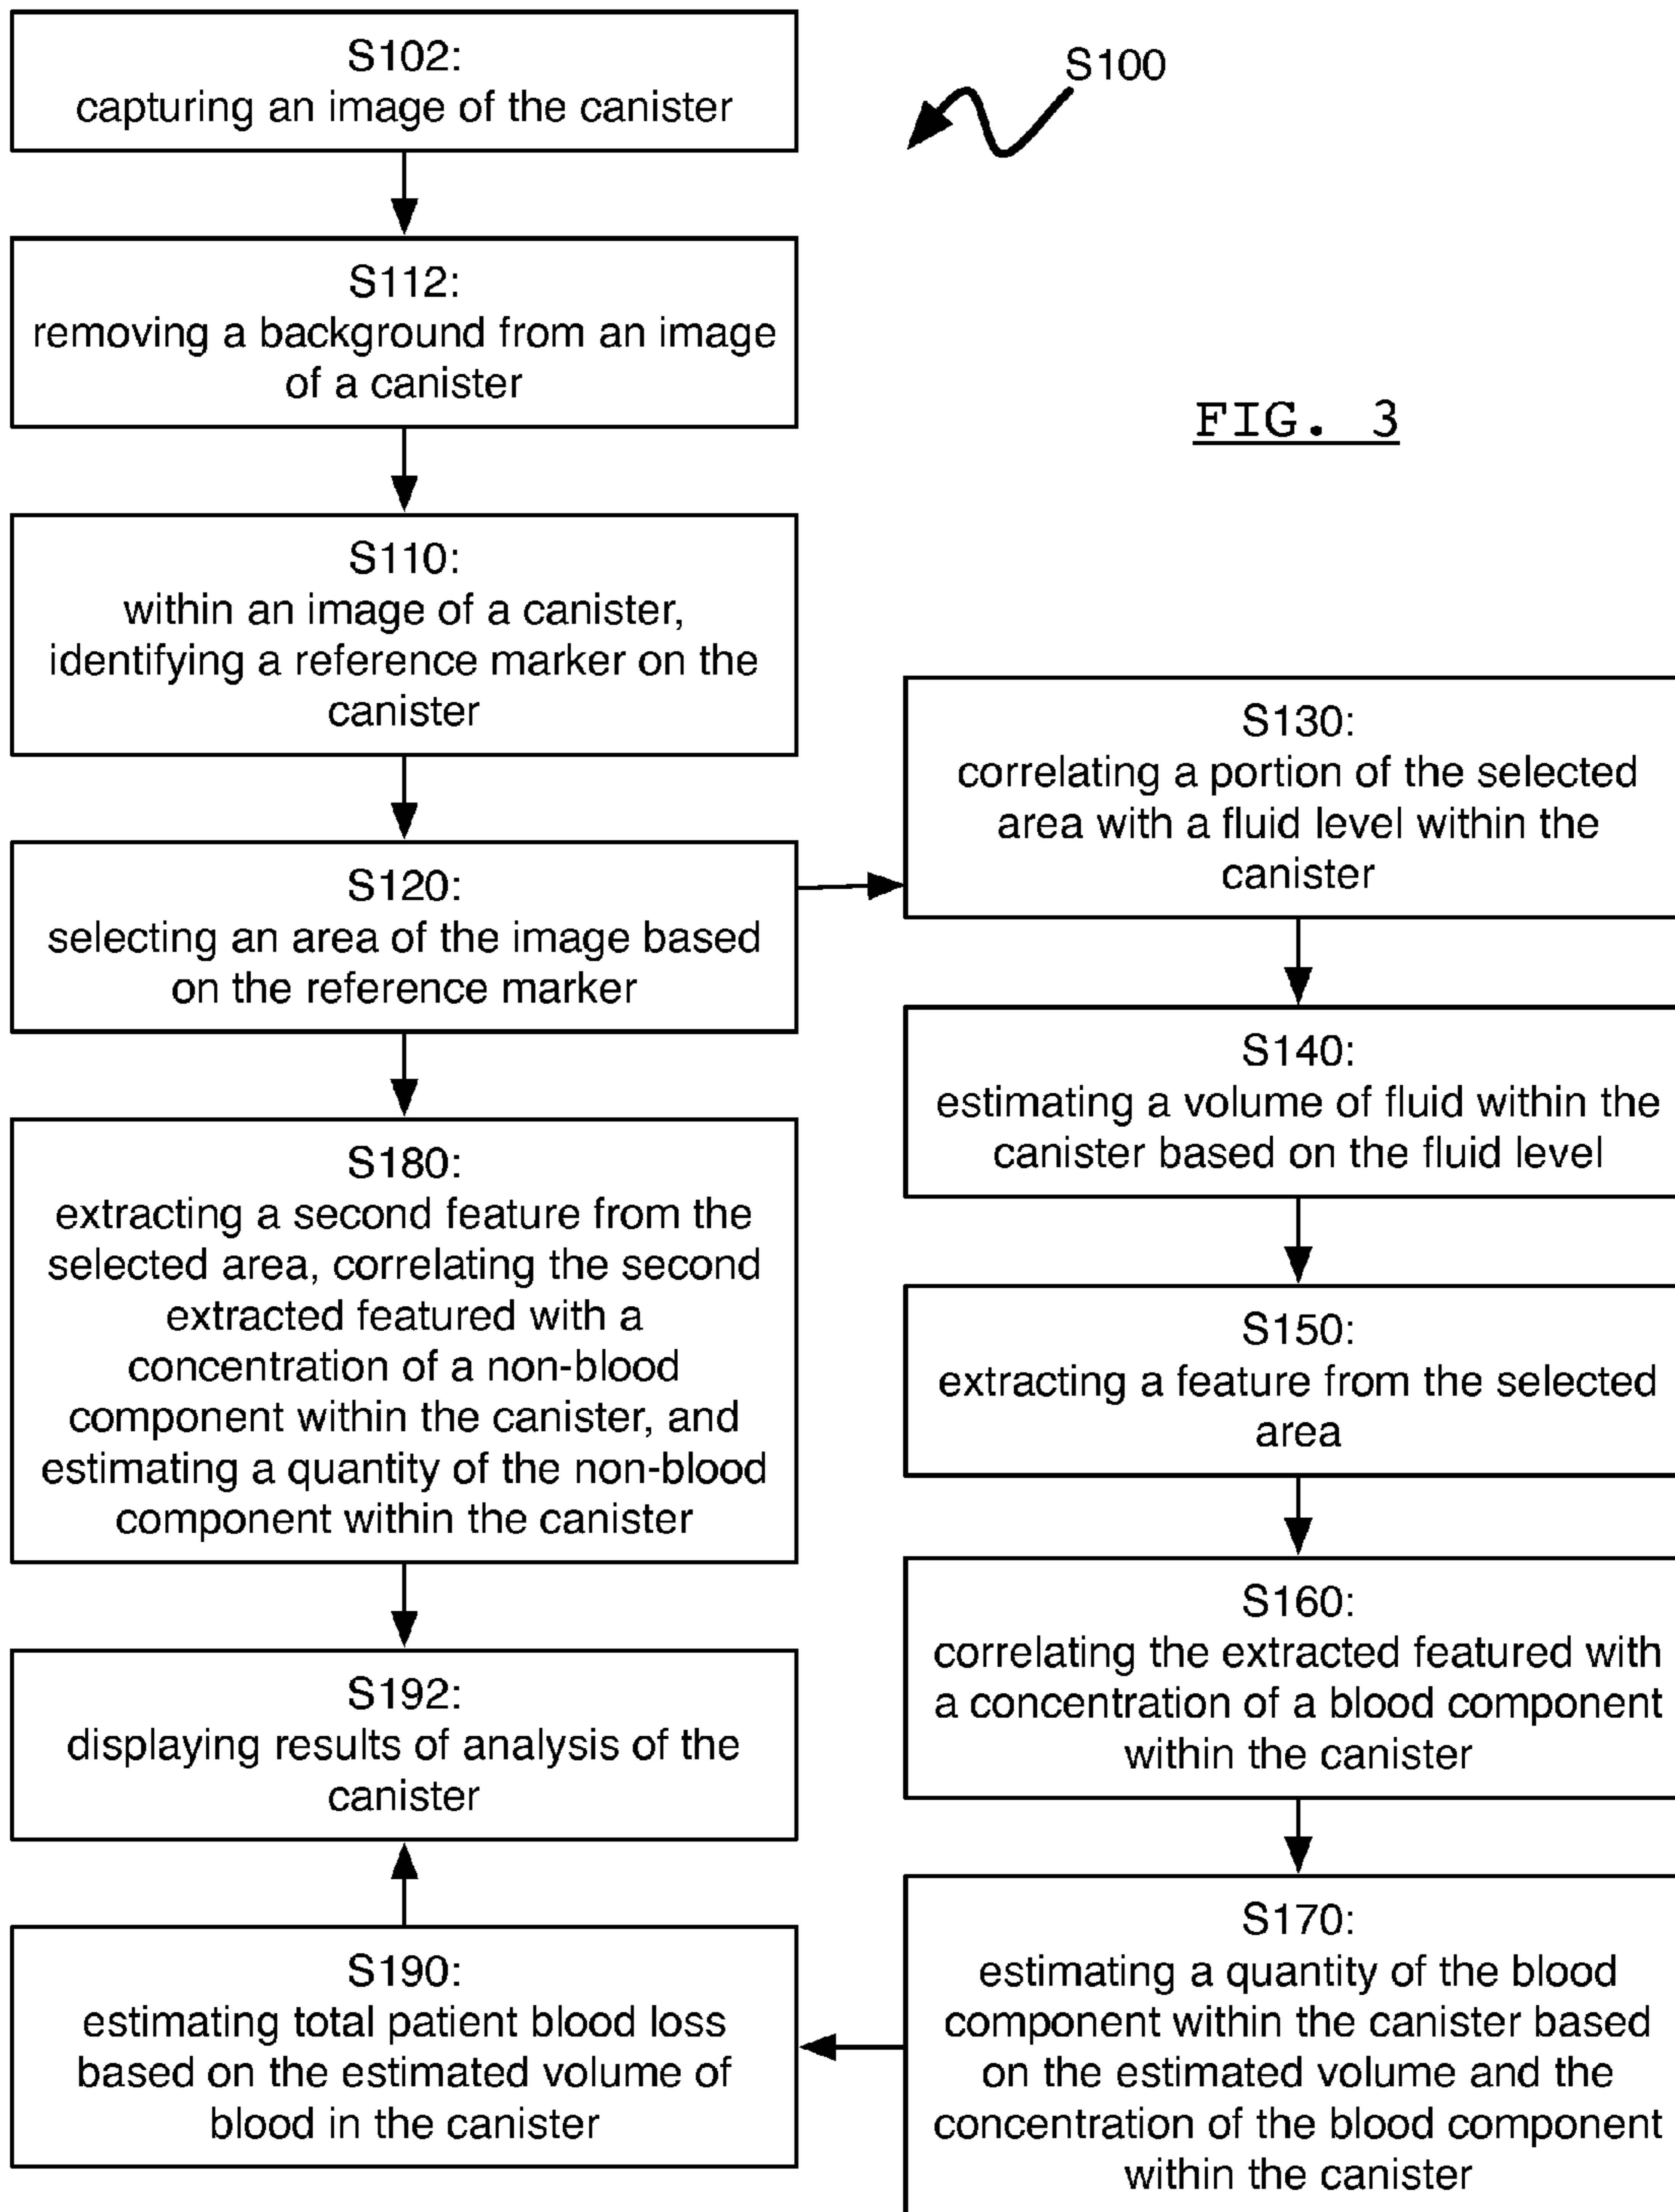 S102:
capturing an image of the canister
S100
S112:
removing a background from an image
of a canister
FIG. 3
S110:
within an image of a canister,
identifying a reference marker on the
canister
S120:
selecting an area of the image based
on the reference marker
S180:
extracting a second feature from the
selected area, correlating the second
extracted featured with a
concentration of a non-blood
component within the canister, and
estimating a quantity of the non-blood
component within the canister
S192:
displaying results of analysis of the
canister
S190:
estimating total patient blood loss
based on the estimated volume of
blood in the canister
S130:
correlating a portion of the selected
area with a fluid level within the
canister
S140:
estimating a volume of fluid within the
canister based on the fluid level
S150:
extracting a feature from the selected
area
S160:
correlating the extracted featured with
a concentration of a blood component
within the canister
S170:
estimating a quantity of the blood
component within the canister based
on the estimated volume and the
concentration of the blood component
within the canister